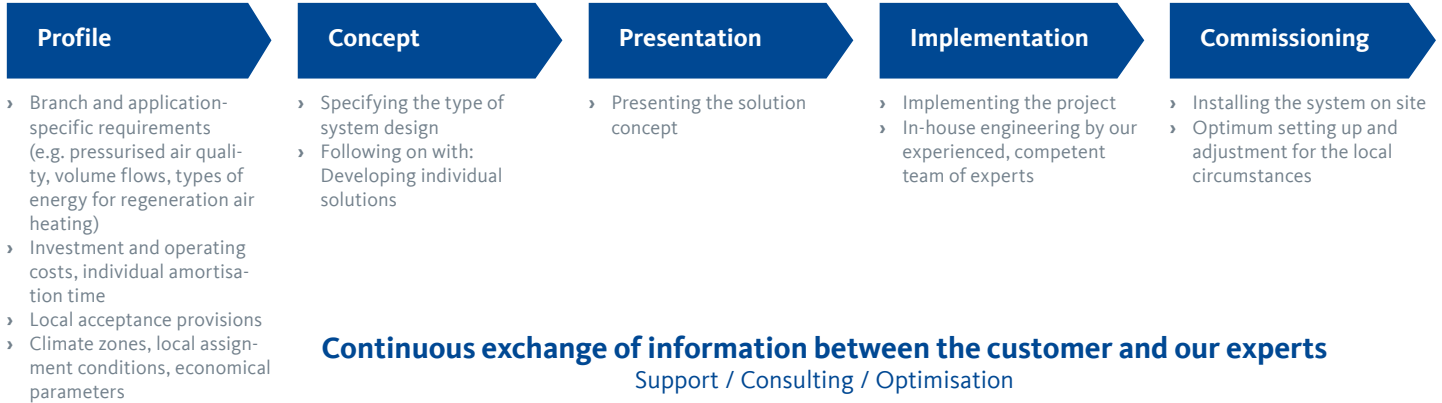 Profile
› Branch and application-
specific requirements
(e.g. pressurised air quali-
ty, volume flows, types of
energy for regeneration air
heating)
› Investment and operating
costs, individual amortisa-
tion time
› Local acceptance provisions
› Climate zones, local assign-
ment conditions, economical
parameters
Concept
› Specifying the type of
system design
› Following on with:
Developing individual
solutions
Presentation
› Presenting the solution
concept
Implementation
› Implementing the project
› In-house engineering by our
experienced, competent
team of experts
Commissioning
› Installing the system on site
› Optimum setting up and
adjustment for the local
circumstances
Continuous exchange of information between the customer and our experts
Support / Consulting / Optimisation